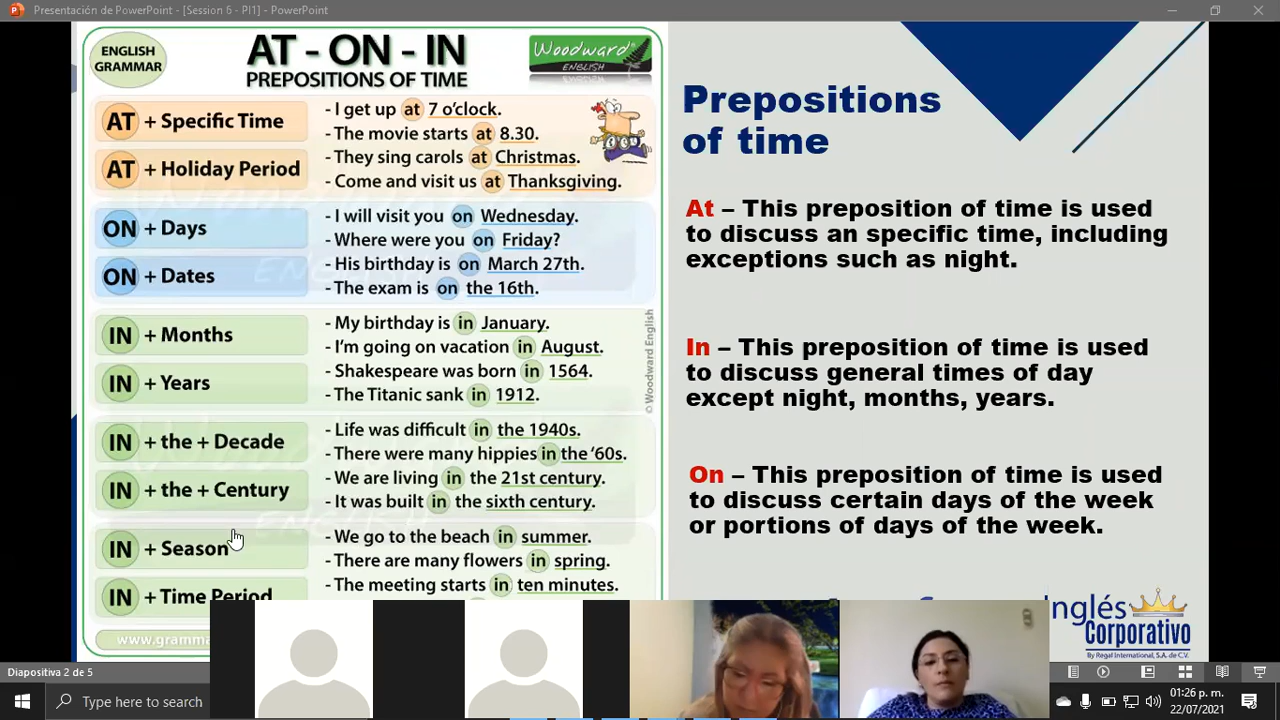 Presentación de PowerPoint - [Session 6 - PI1] - PowerPoint
ENGLISH
GRAMMAR
AT - ON - IN
PREPOSITIONS OF TIME
Woodward
ENGLISH
AT + Specific Time
AT + Holiday Period
- I get up at 7 o'clock.
- The movie starts at 8.30.
- They sing carols at Christmas.
- Come and visit us at Thanksgiving.
ON + Days
ON + Dates
- I will visit you on Wednesday.
- Where were you on Friday?
- His birthday is on March 27th.
- The exam is on the 16th.
IN + Months
IN + Years
- My birthday is in January.
- I'm going on vacation in August.
- Shakespeare was born in 1564.
- The Titanic sank in 1912.
IN + the + Decade
IN + the + Century
- Life was difficult in the 1940s.
- There were many hippies in the '60s.
- We are living in the 21st century.
- It was built in the sixth century.
IN + Season
IN + Time Period
- We go to the beach in summer.
- There are many flowers in spring.
- The meeting starts in ten minutes.
© Woodward English
www.gramma
Prepositions
of time
At – This preposition of time is used
to discuss an specific time, including
exceptions such as night.
In – This preposition of time is used
to discuss general times of day
except night, months, years.
On – This preposition of time is used
to discuss certain days of the week
or portions of days of the week.
Inglés
Corporativo
By Regal International, S.A. de C.V.
Diapositiva 2 de 5
Type here to search
01:26 p. m.
22/07/2021